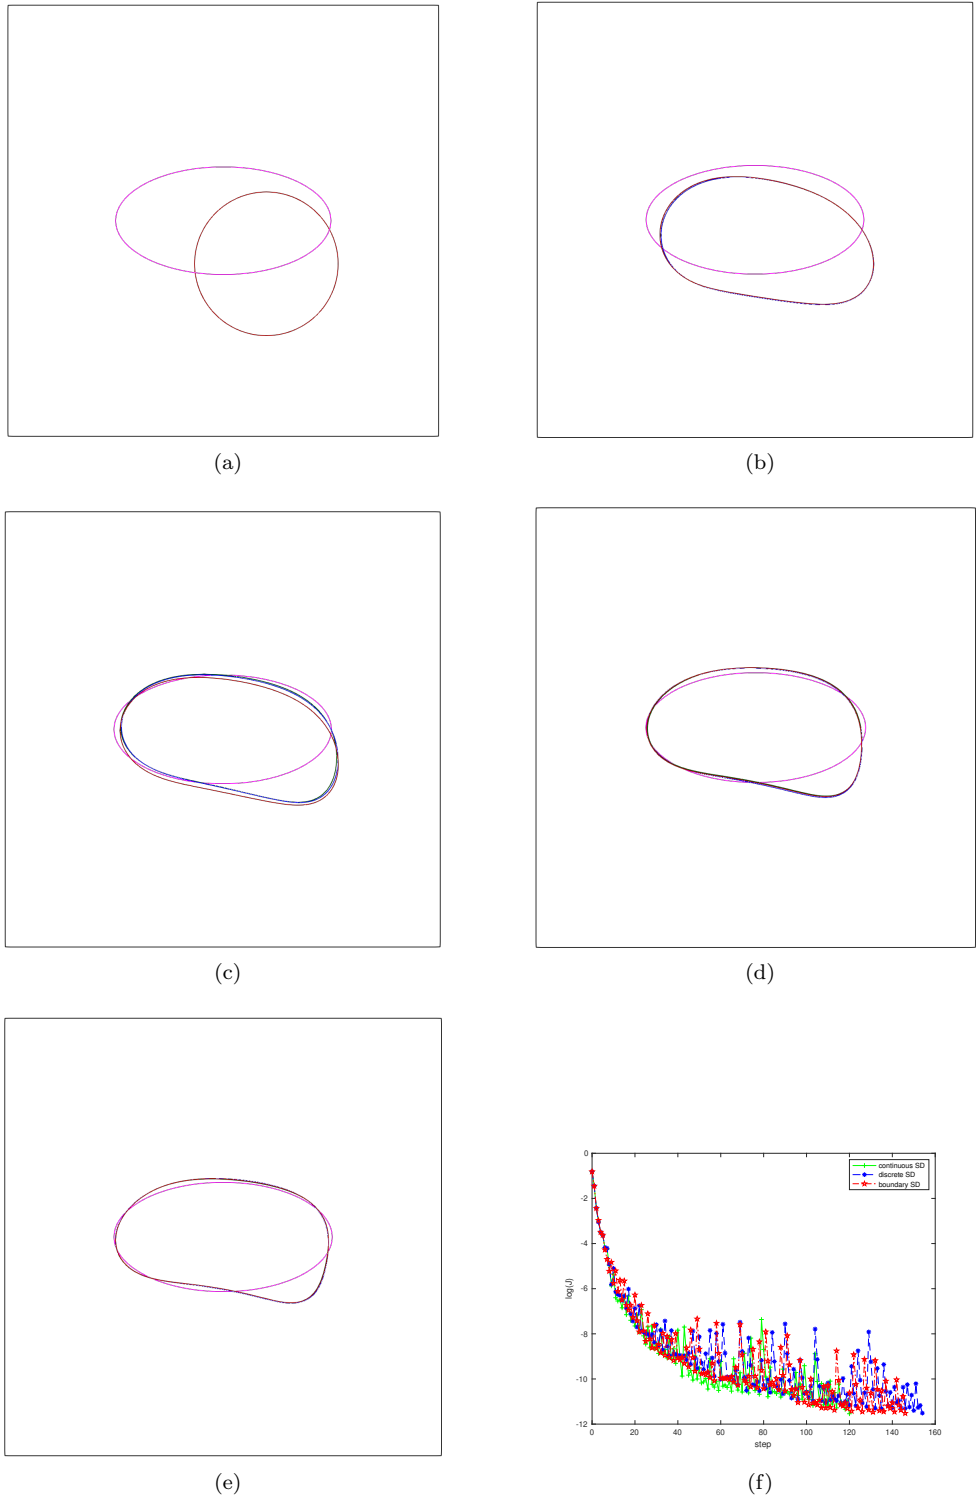 (a)
(b)
(c)
(d)
0
-2
-4
-6
-8
-10
-12
log(J)
continuous SD
discrete SD
boundary SD
0 20 40 60 80 100 120 140 160
step
(e)
(f)